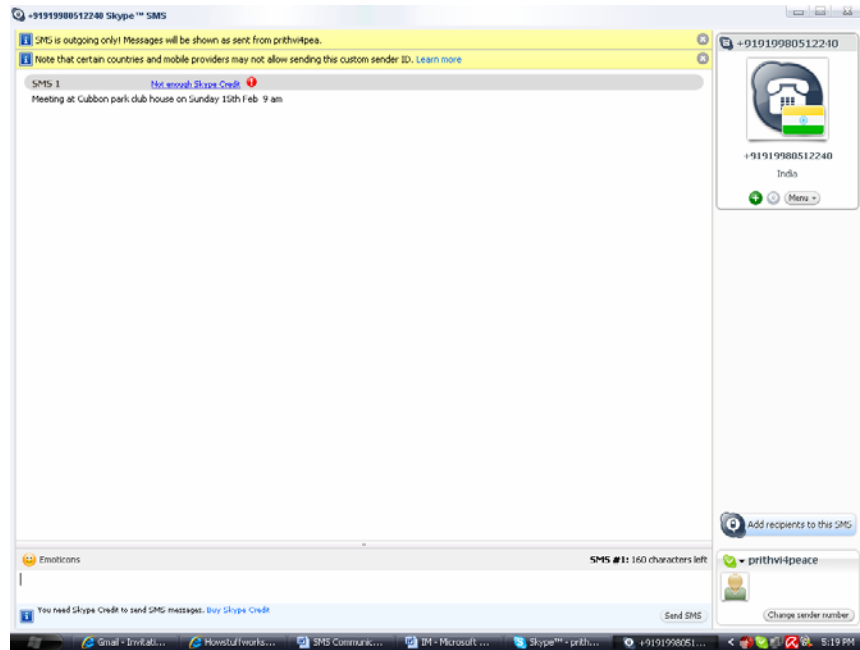 +919199805​12240 Skype™ SMS
SMS is outgoing only! Messages will be shown as sent from prithvi4pea.
Note that certain countries and mobile providers may not allow sending this custom sender ID. Learn more
SMS 1 Not enough Skype Credit
Meeting at Cubbon park club house on Sunday 15th Feb 9 am
+91919980512240
+91919980512240
India
Menu
Add recipients to this SMS
Emoticons
SMS #1: 160 characters left
prithvi4peace
You need Skype Credit to send SMS messages. Buy Skype Credit
Send SMS
Change sender number
Gmail - Invitati... Howstuffworks... SMS Communic... IM - Microsoft ... Skype™ - prith... +9191998051... 5:19 PM